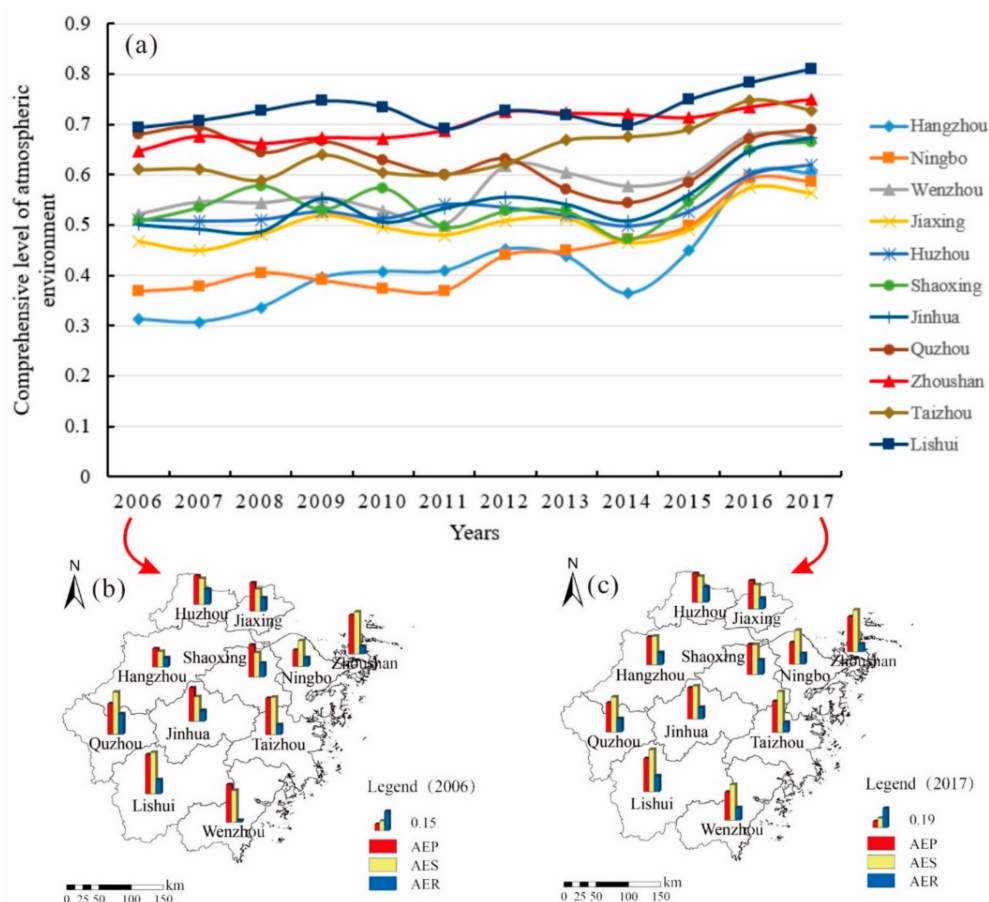 (a)
0.9
0.8
0.7
0.6
0.5
0.4
0.3
0.2
0.1
0
Comprehensive level of atmospheric
environment
2006 2007 2008 2009 2010 2011 2012 2013 2014 2015 2016 2017
Years
Hangzhou
Ningbo
Wenzhou
Jiaxing
Huzhou
Shaoxing
Jinhua
Quzhou
Zhoushan
Taizhou
Lishui
N
(b)
Huzhou
Jiaxing
Shaoxing
Hangzhou
Ningbo
Zhoushan
Quzhou
Jinhua
Taizhou
Lishui
Wenzhou
Legend (2006)
0.15
AEP
AES
AER
km
0 25 50 100 150
N
(c)
Huzhou
Jiaxing
Shaoxing
Hangzhou
Ningbo
Zhoushan
Quzhou
Jinhua
Taizhou
Lishui
Wenzhou
Legend (2017)
0.19
AEP
AES
AER
km
0 25 50 100 150